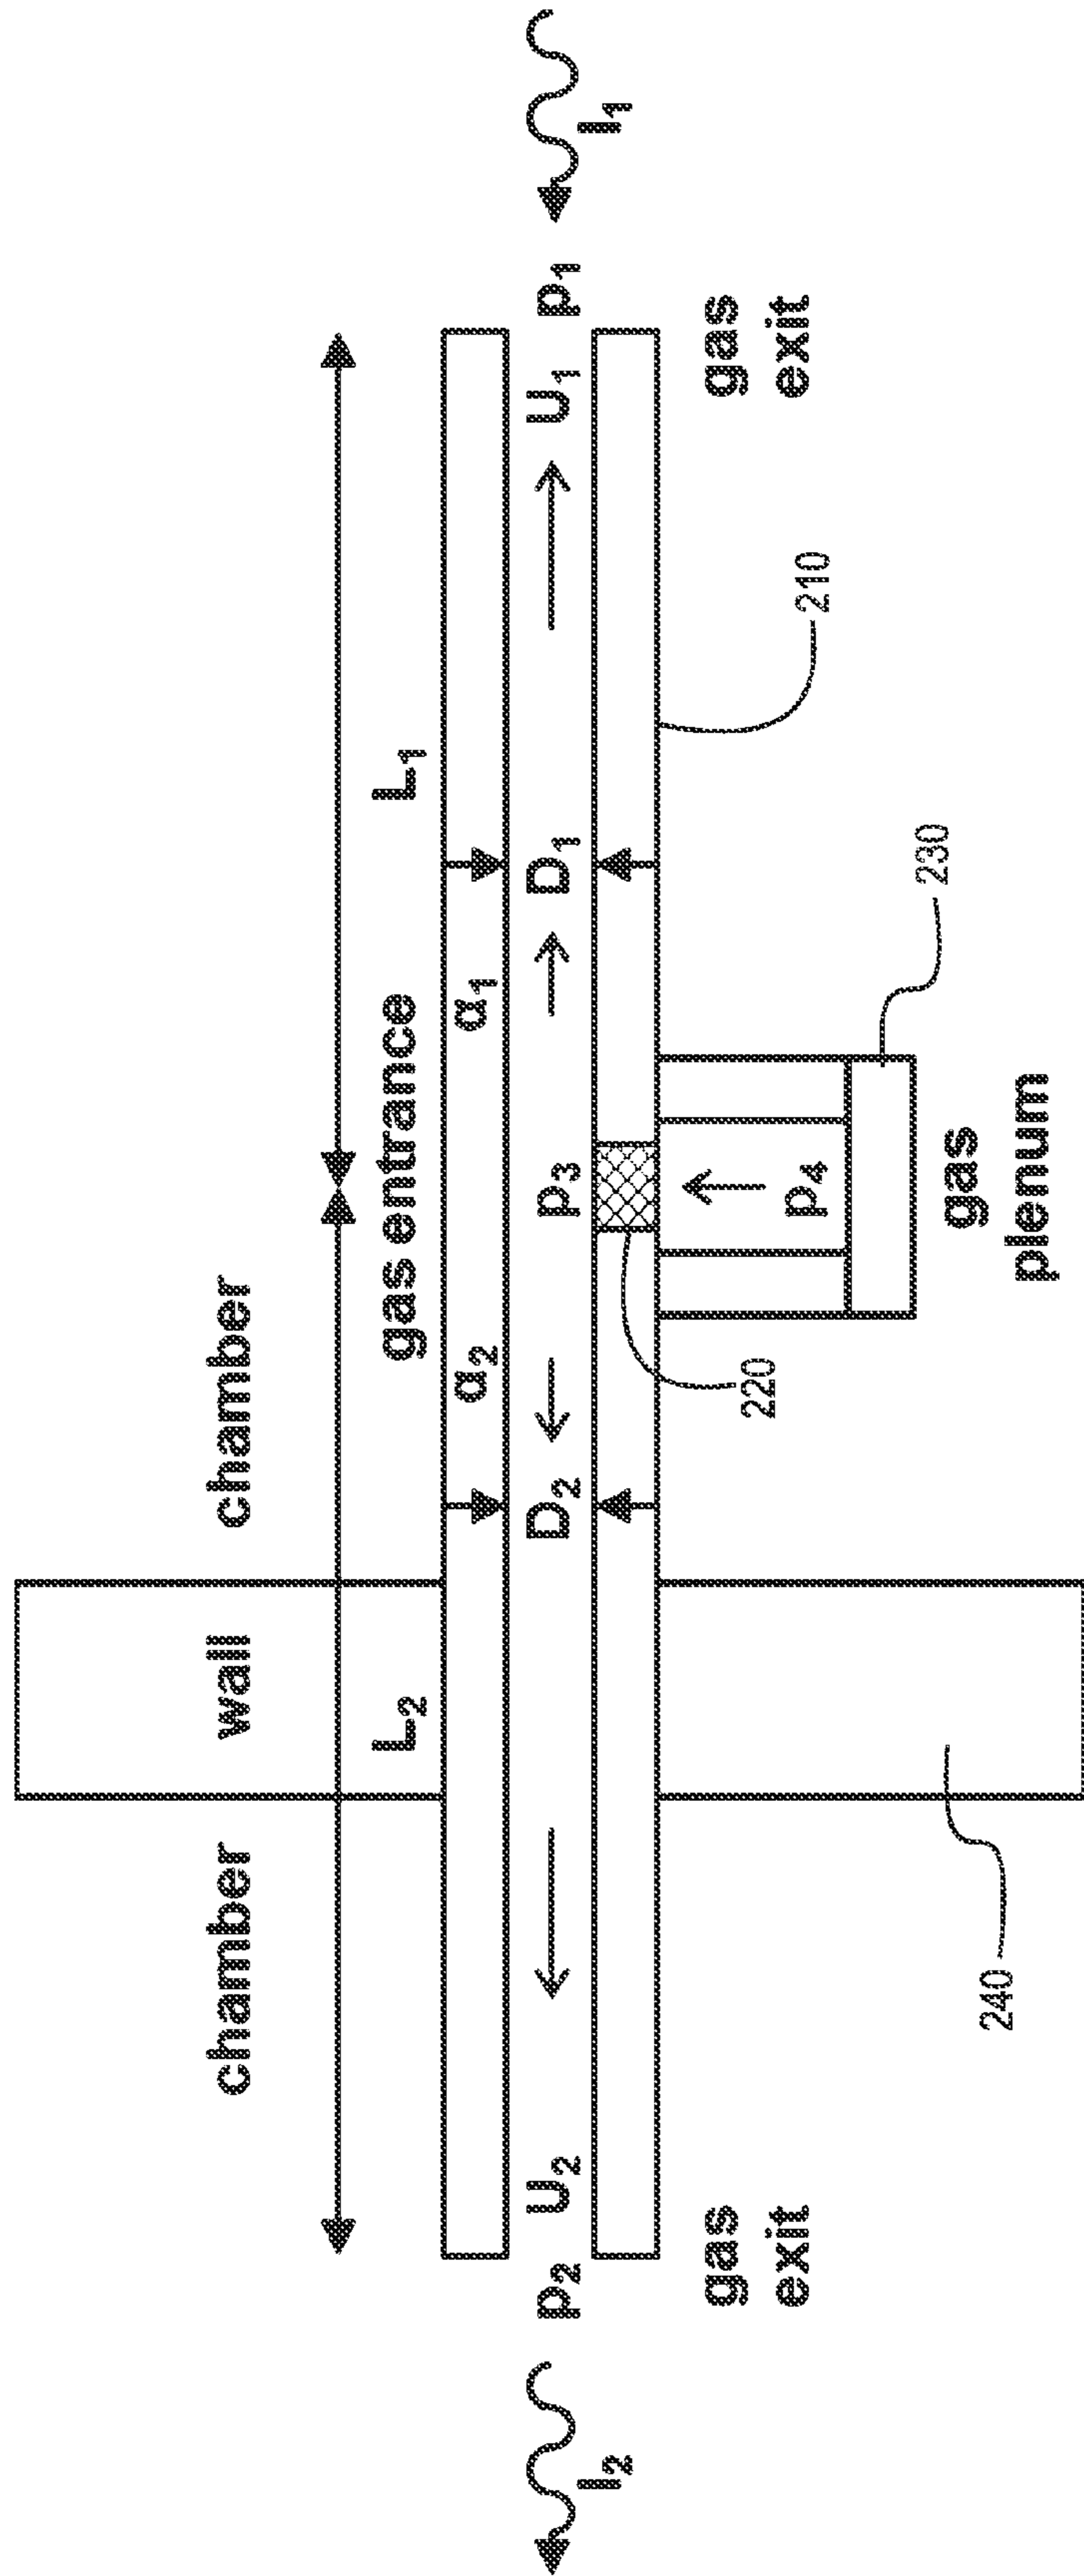 chamber
wall
chamber
L₂
L₁
gas entrance
α₂
α₁
I₂
p₂
U₂
D₂
p₃
D₁
U₁
p₁
I₁
220
p₄
210
230
240
gas
exit
gas
plenum
gas
exit